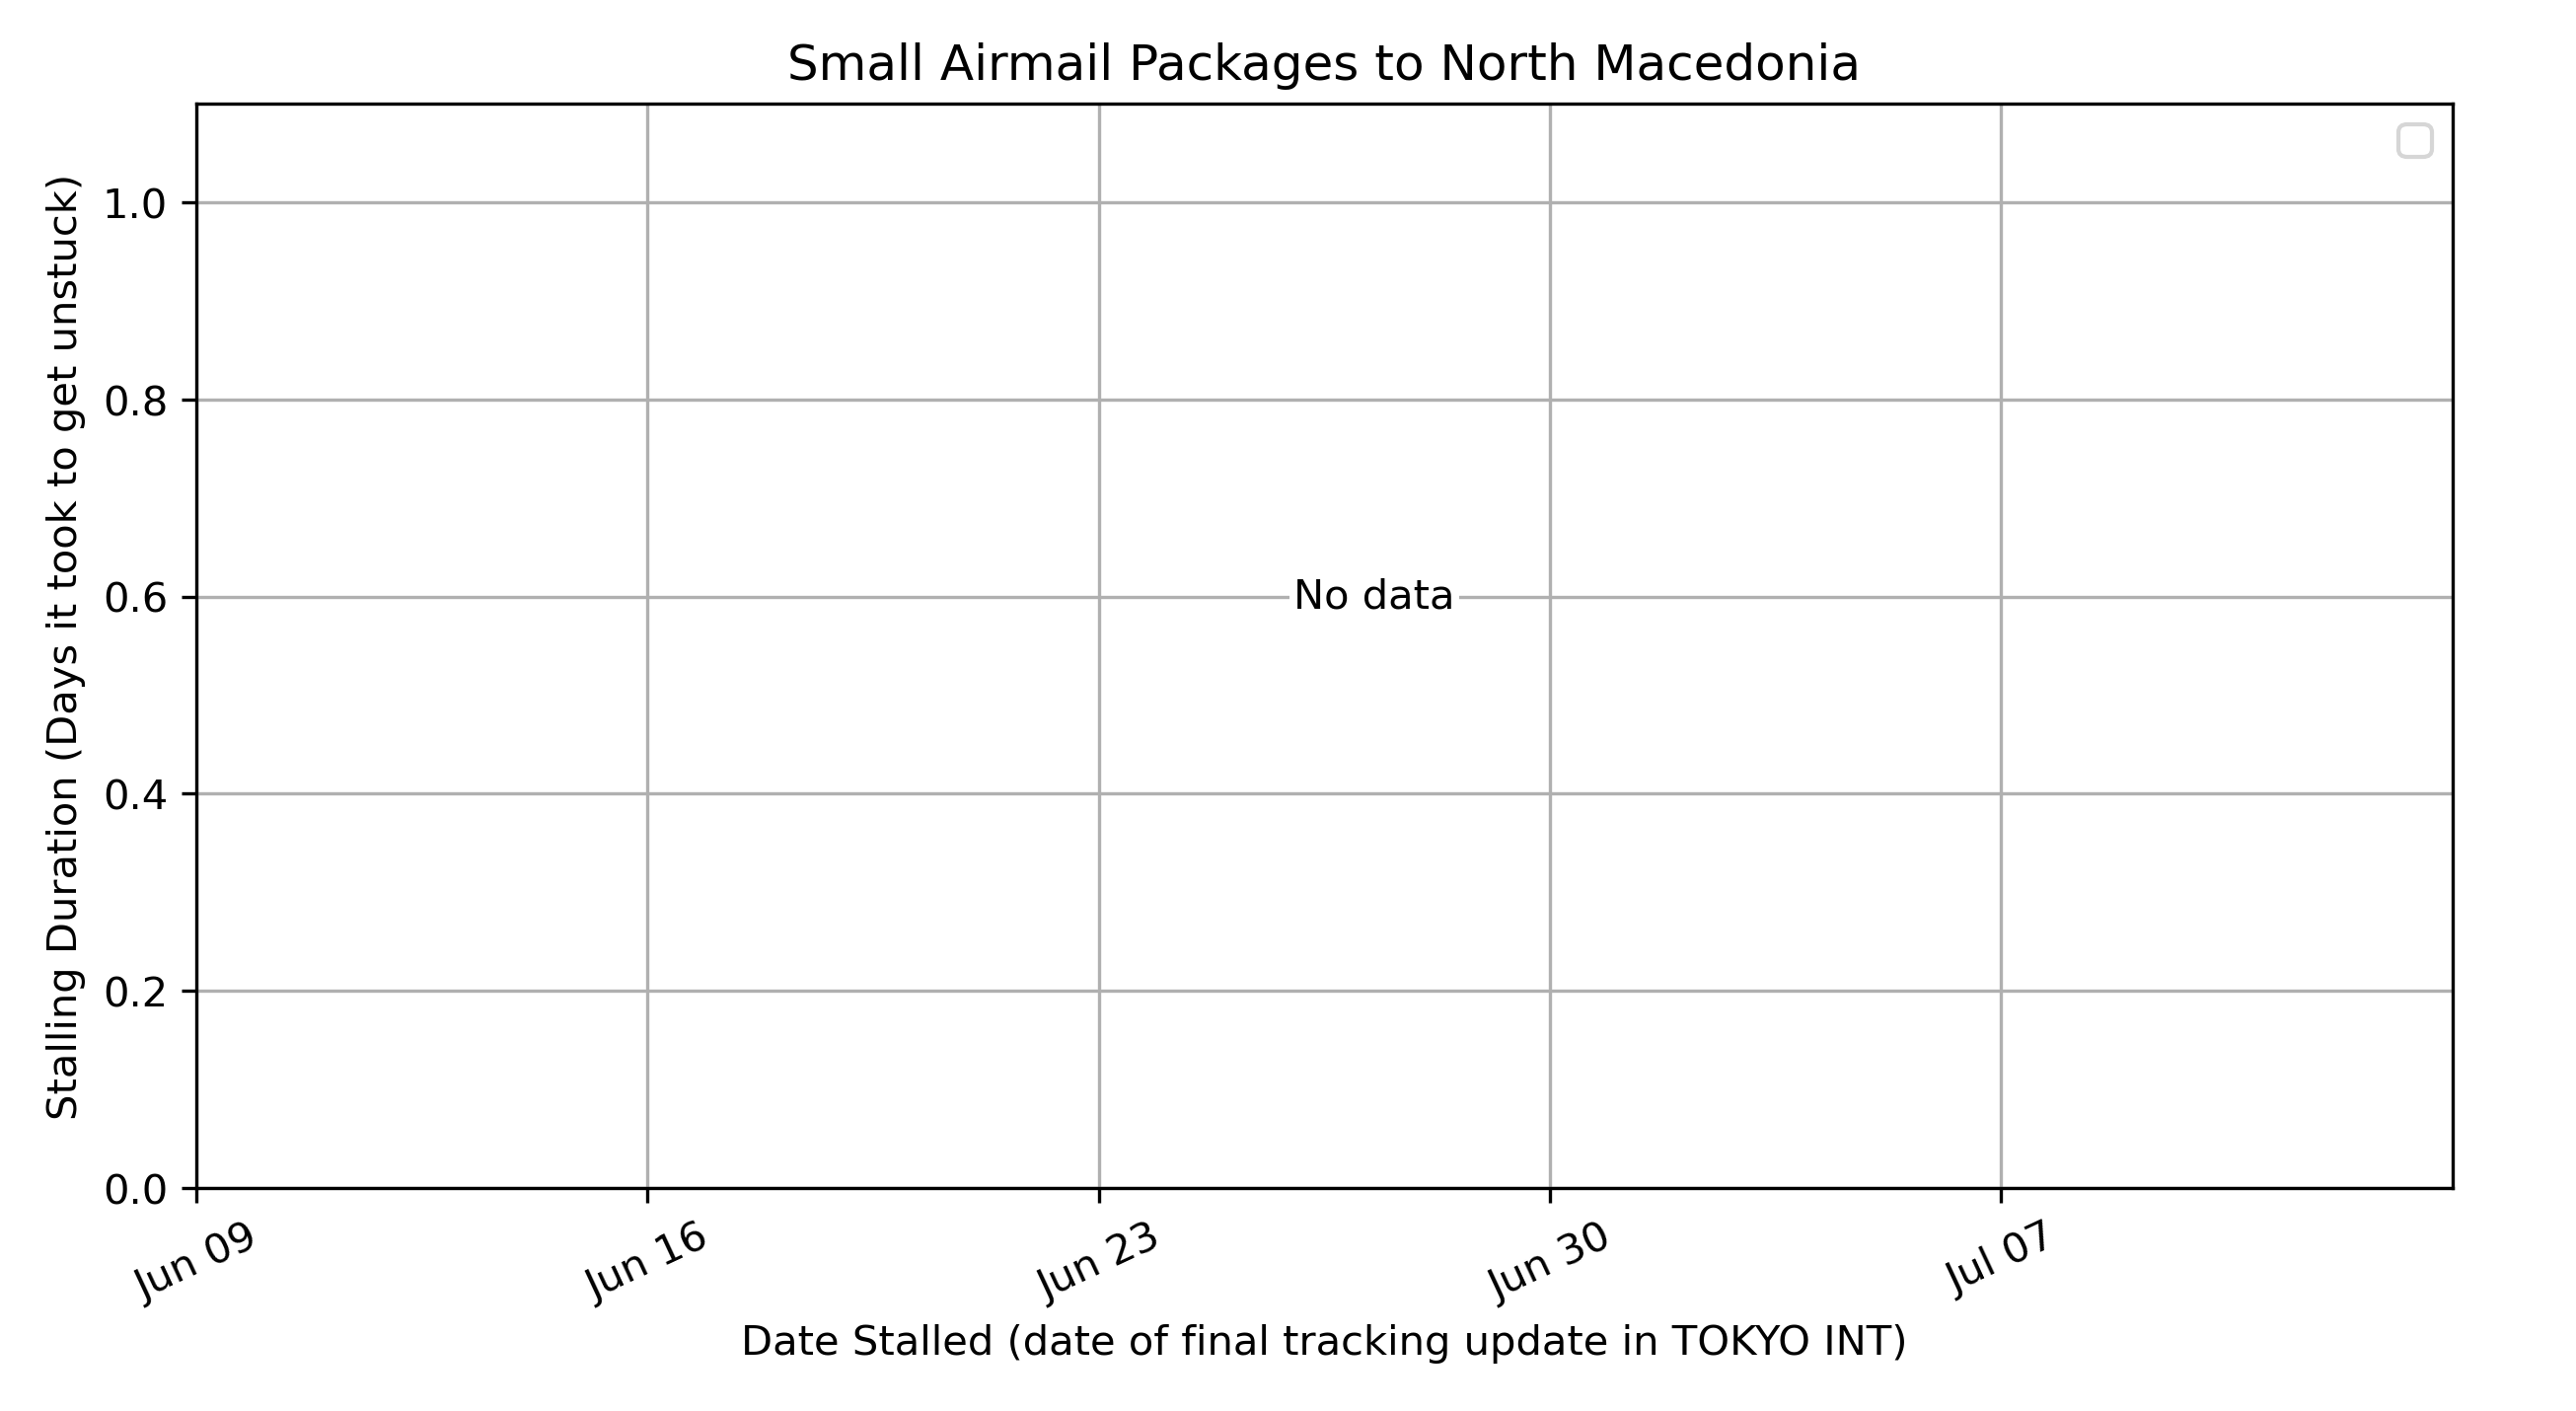 Small Airmail Packages to North Macedonia
Stalling Duration (Days it took to get unstuck)
1.0
0.8
0.6
0.4
0.2
0.0
No data
Jun 09
Jun 16
Jun 23
Jun 30
Jul 07
Date Stalled (date of final tracking update in TOKYO INT)